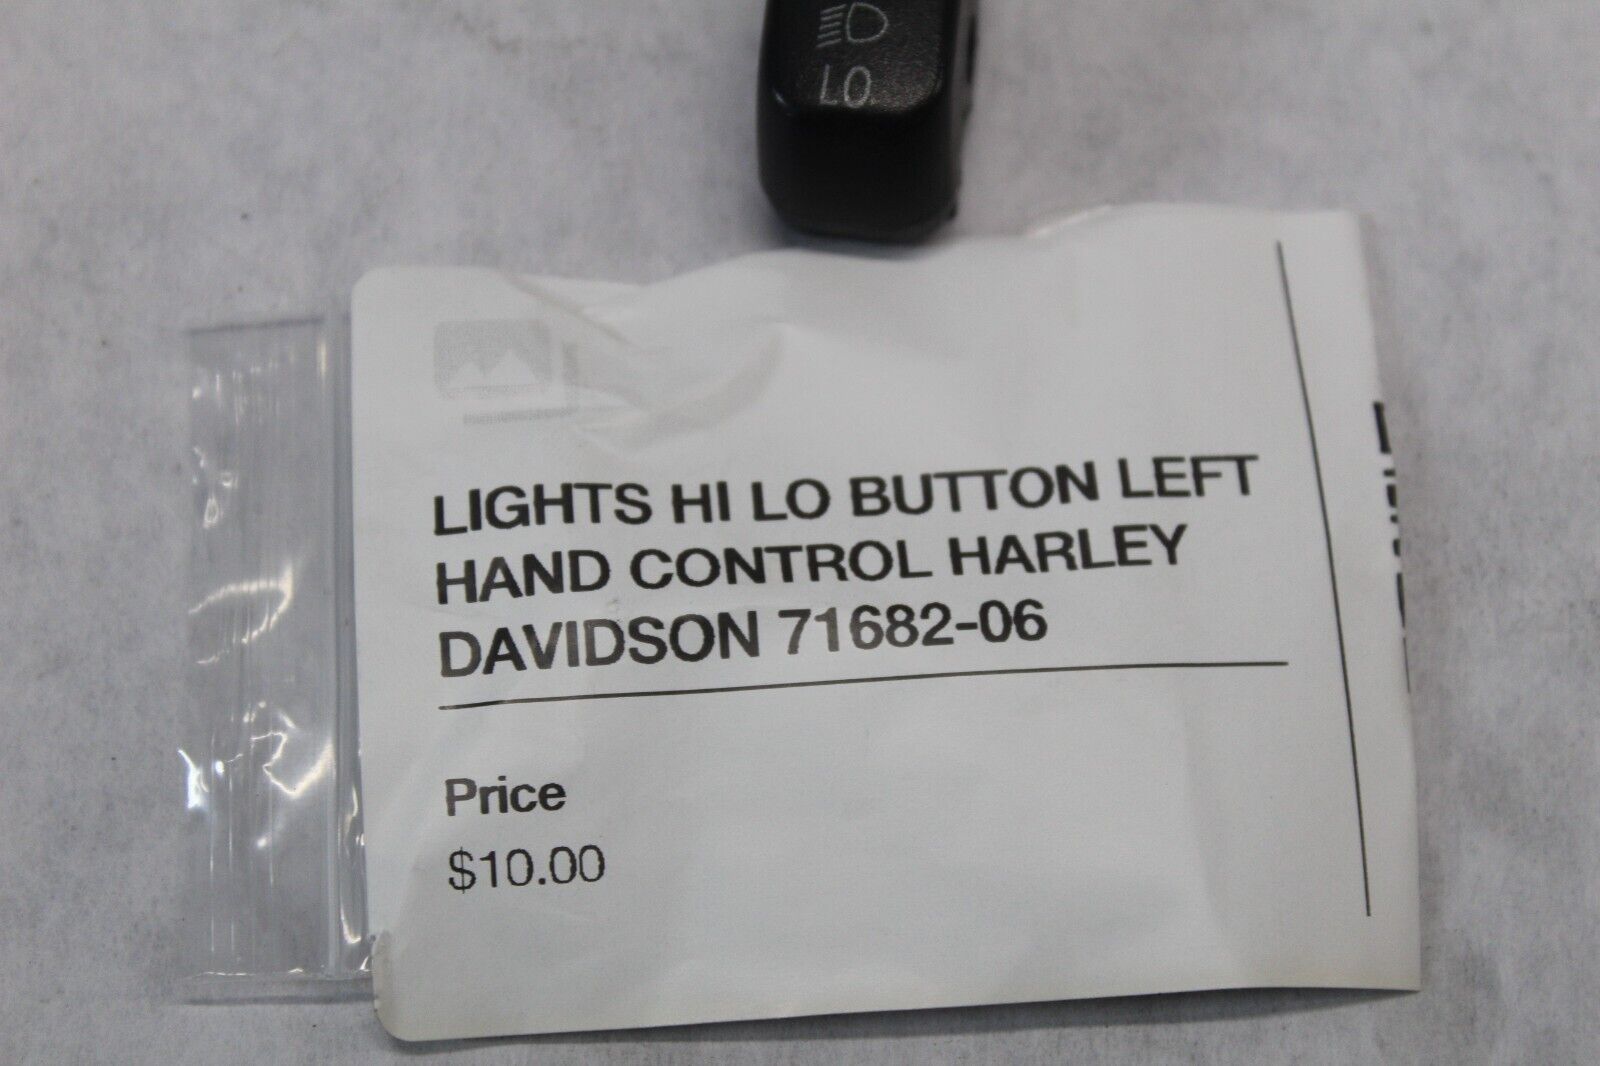 LO
LIGHTS HI LO BUTTON LEFT
HAND CONTROL HARLEY
DAVIDSON 71682-06
Price
$10.00